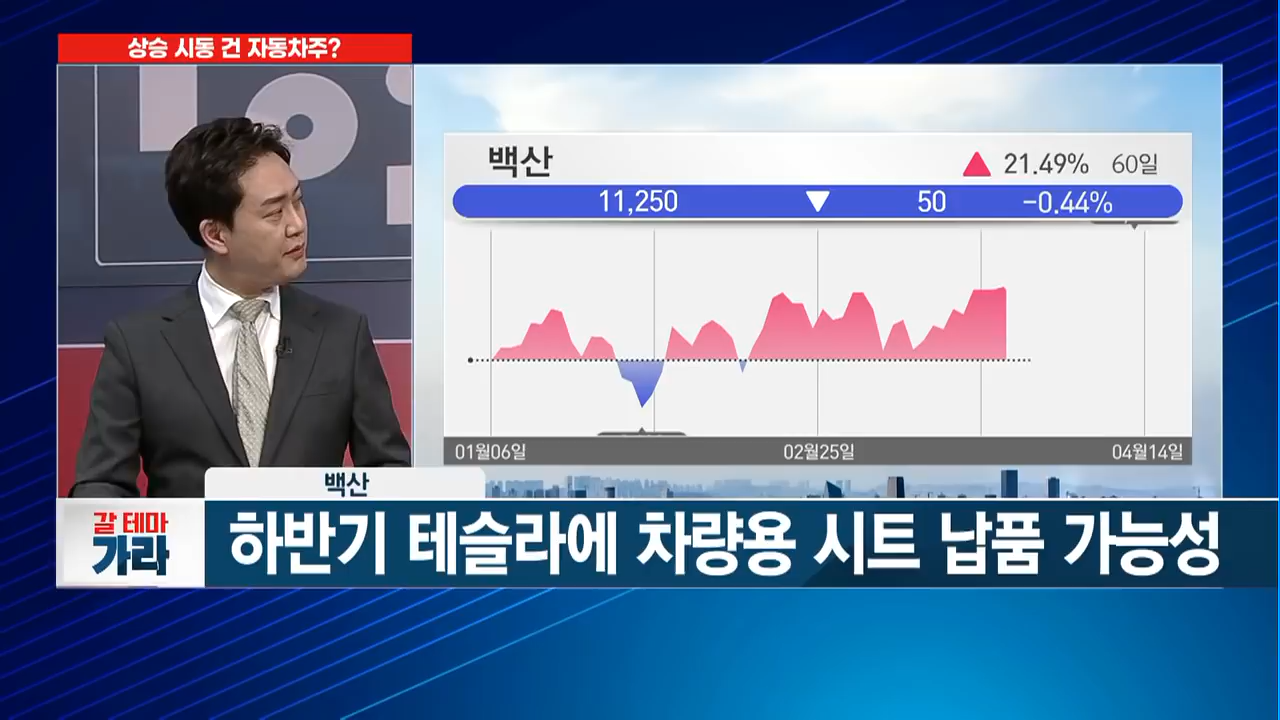 상승 시동 건 자동차주?
백산
▲ 21.49% 60일
11,250 ▼ 50 -0.44%
01월06일 02월25일 04월14일
백산
갈 테마
가라
하반기 테슬라에 차량용 시트 납품 가능성